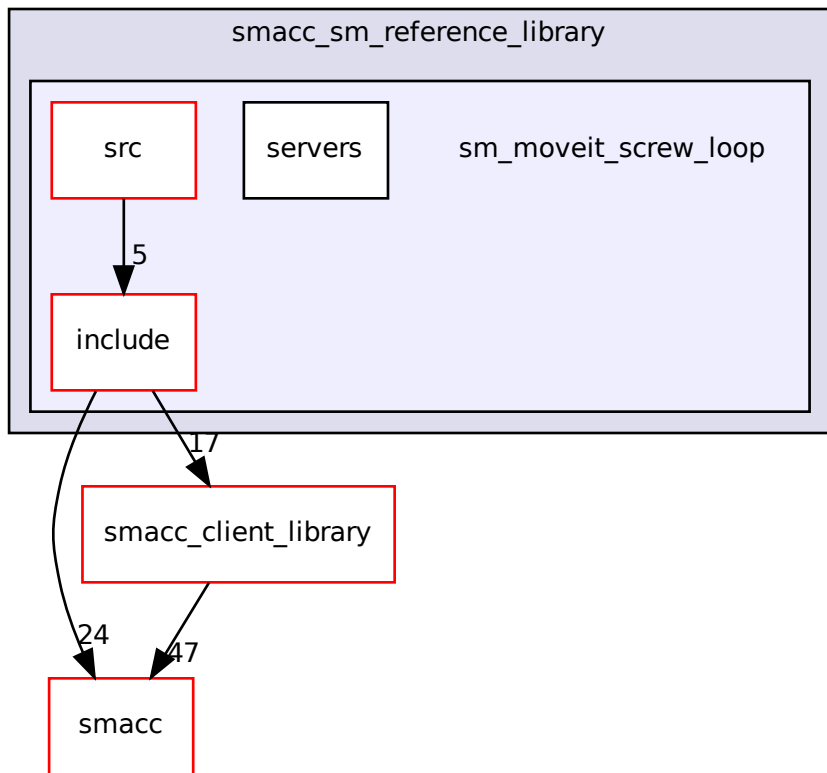 smacc_sm_reference_library
src
servers
sm_moveit_screw_loop
5
include
17
smacc_client_library
24
47
smacc